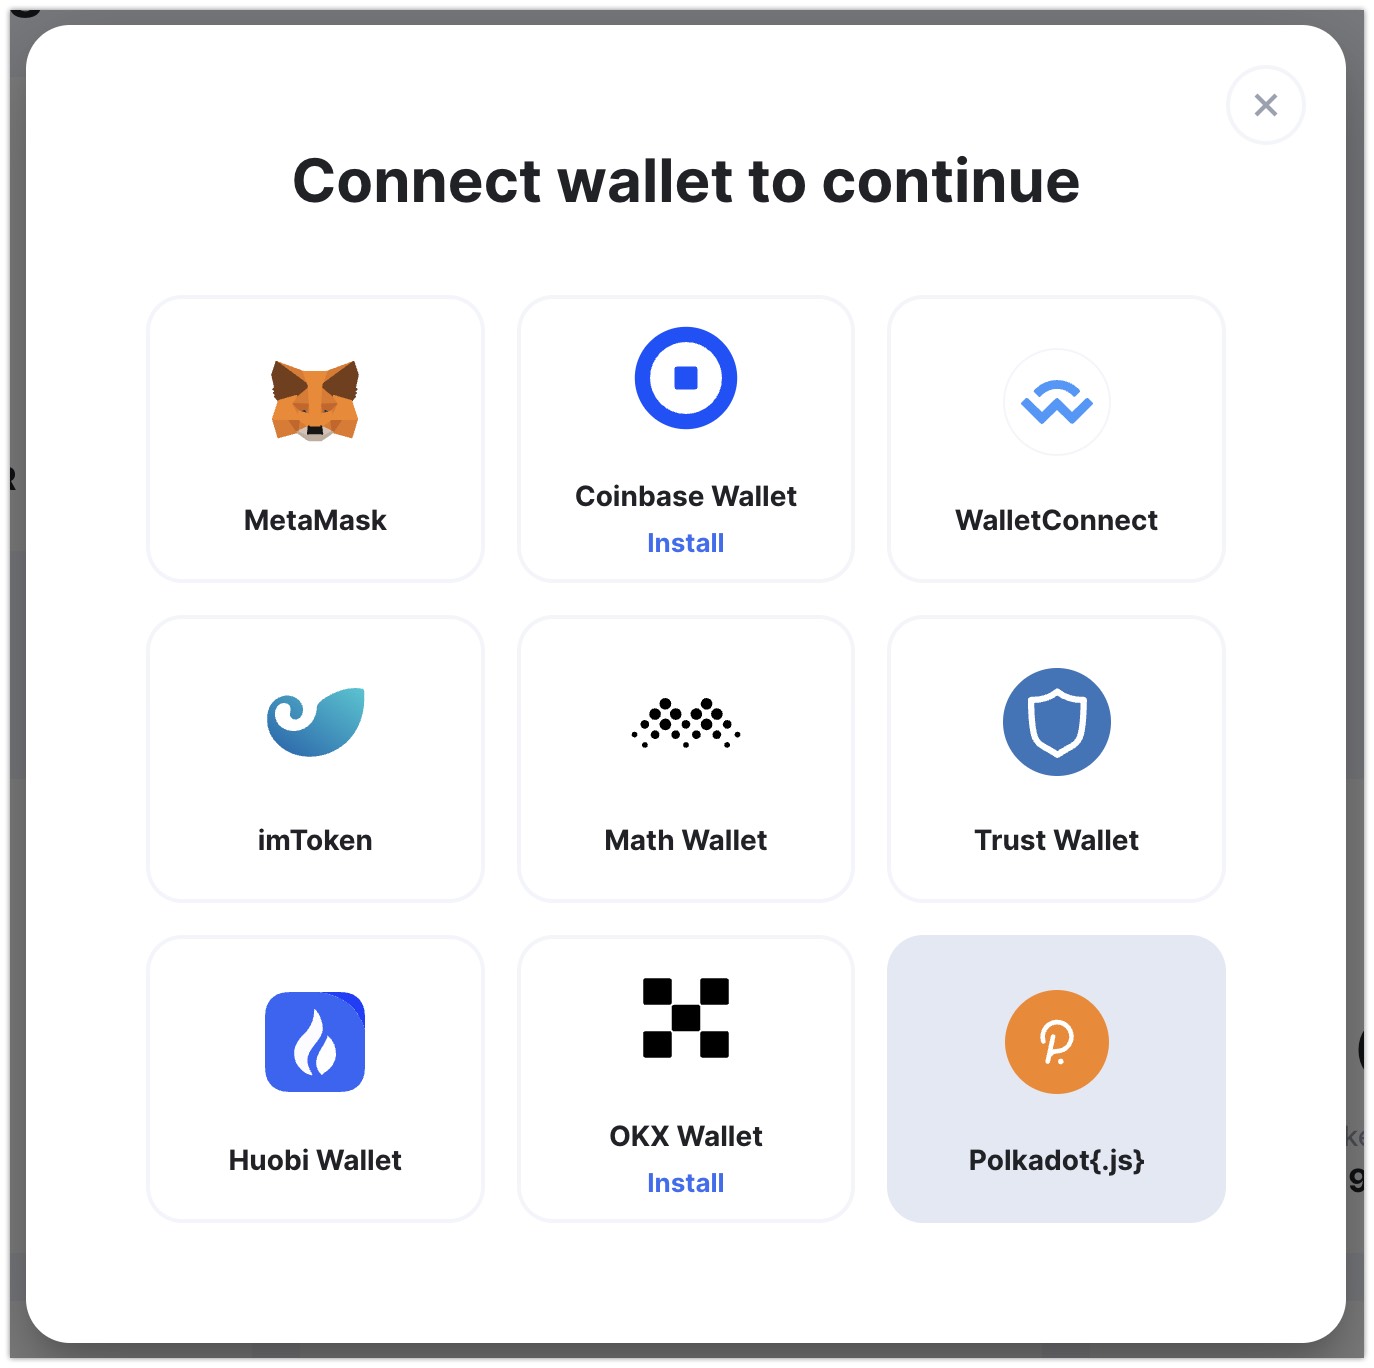 Connect wallet to continue
MetaMask
Coinbase Wallet
Install
WalletConnect
imToken
Math Wallet
Trust Wallet
Huobi Wallet
OKX Wallet
Install
Polkadot{.js}